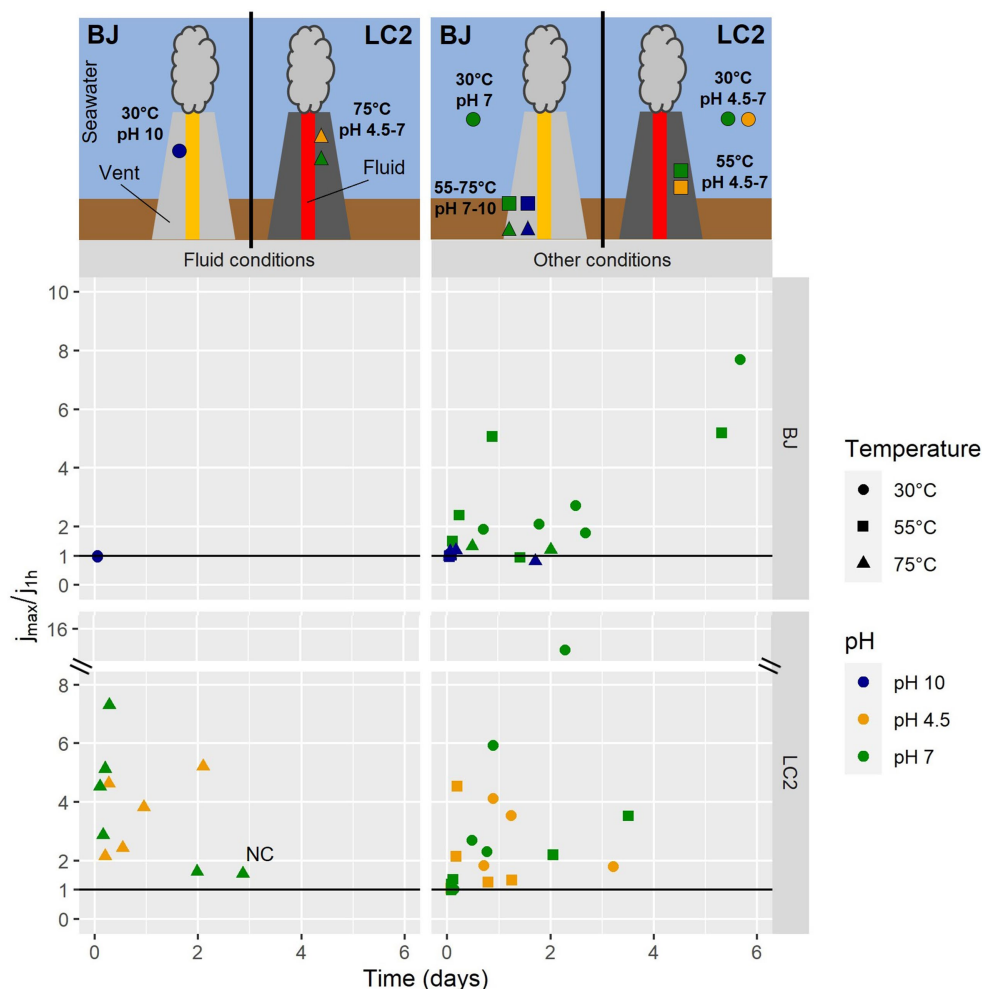 BJ
LC2
BJ
LC2
Seawater
30°C
pH 10
75°C
pH 4.5-7
Vent
Fluid
30°C
pH 7
30°C
pH 4.5-7
55°C
pH 4.5-7
55-75°C
pH 7-10
Fluid conditions
Other conditions
10
8
6
4
2
1
0
BJ
16
8
6
4
2
1
0
NC
LC2
jmax/j1h
0
2
4
6
0
2
4
6
Time (days)
Temperature
30°C
55°C
75°C
pH
pH 10
pH 4.5
pH 7